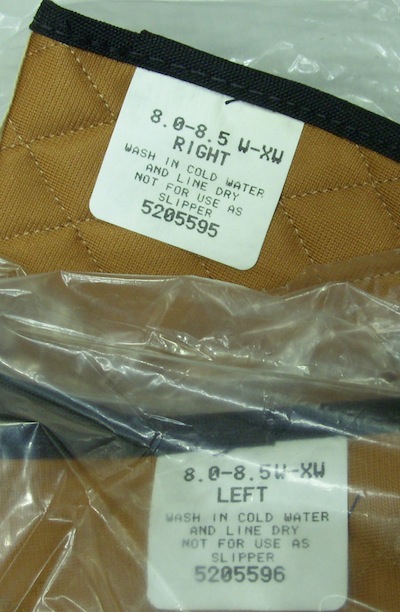 8.0-8.5 W-XW
RIGHT
WASH IN COLD WATER
AND LINE DRY
NOT FOR USE AS
SLIPPER
5205595
8.0-8.5 W-XW
LEFT
WASH IN COLD WATER
AND LINE DRY
NOT FOR USE AS
SLIPPER
5205596